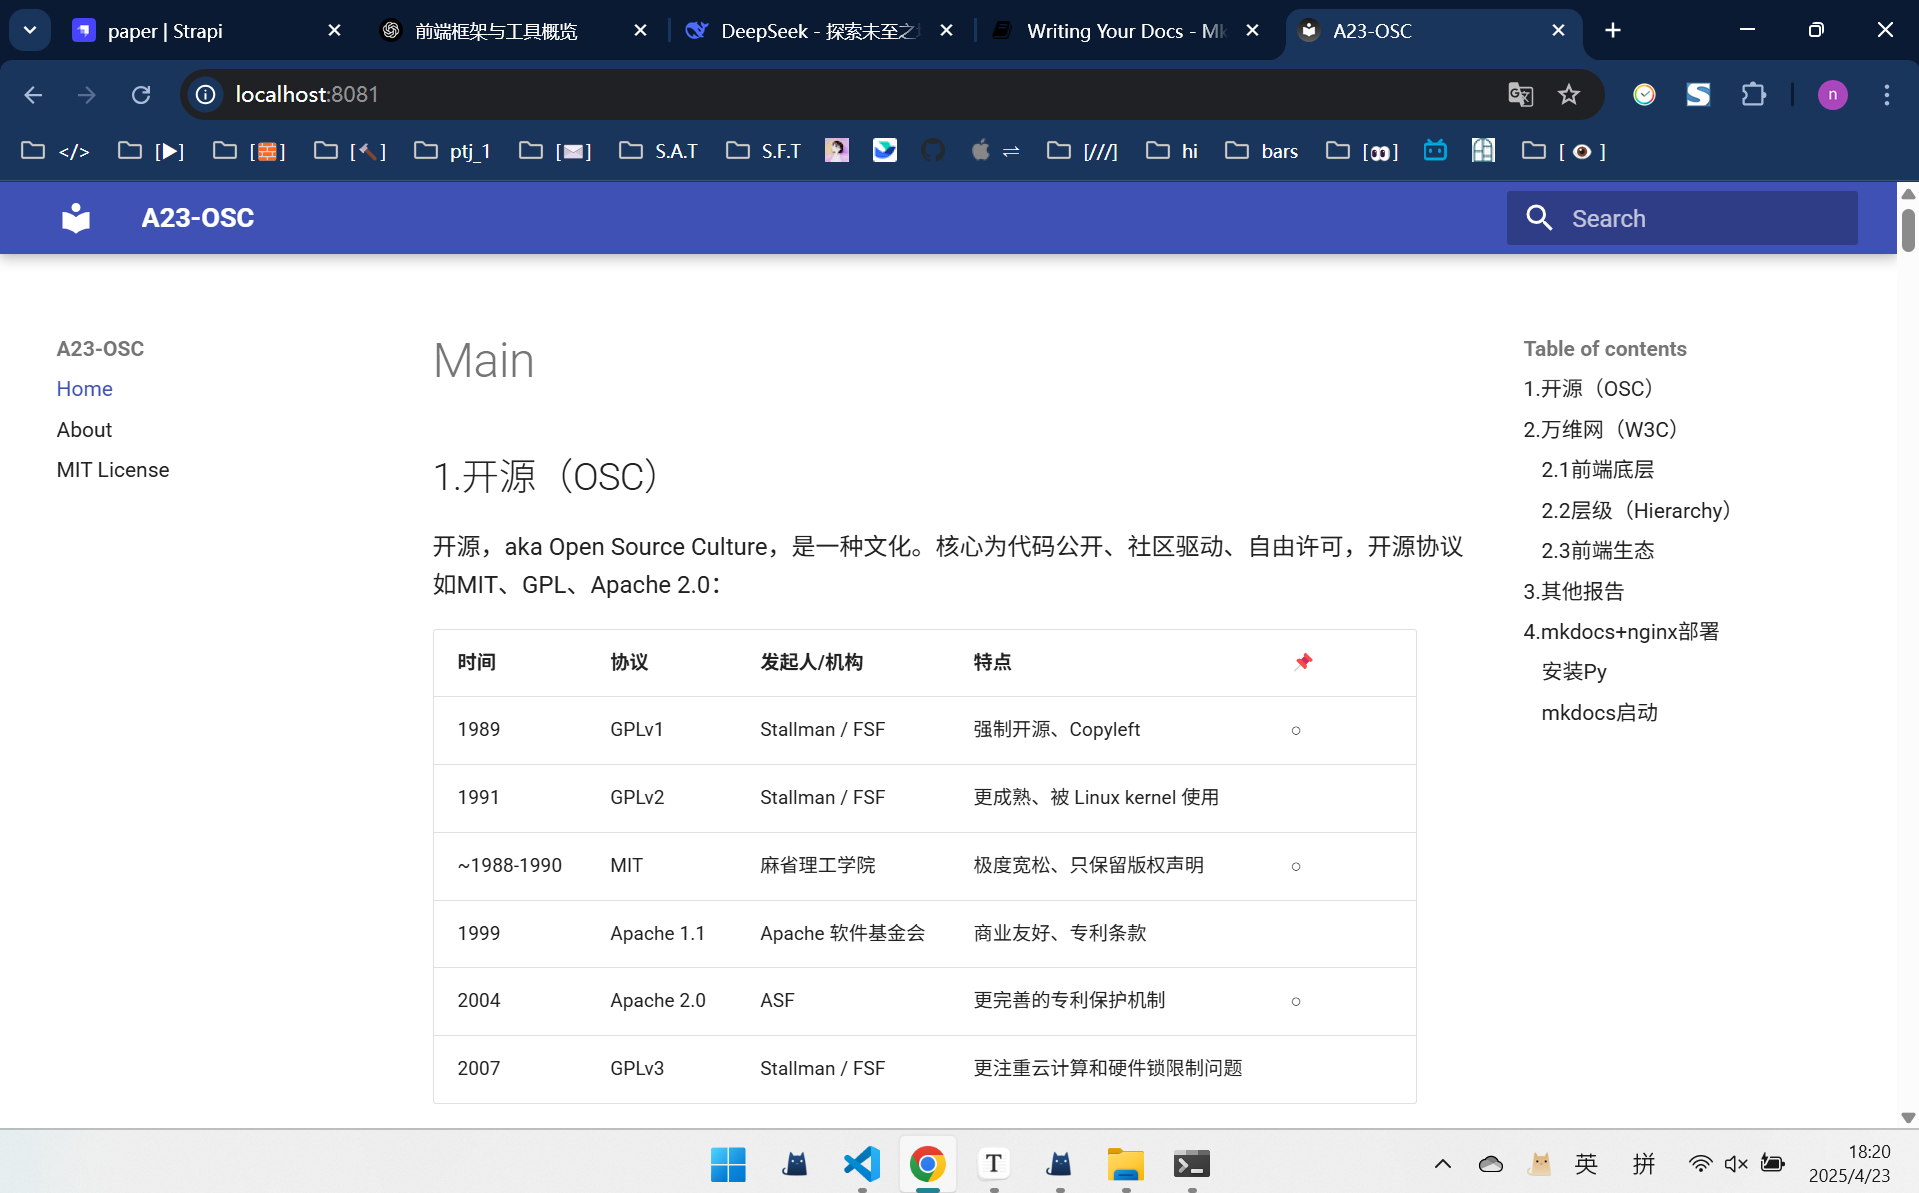 paper | Strapi
前端框架与工具概览
DeepSeek - 探索未至之
Writing Your Docs - Mk
A23-OSC
localhost:8081
n
</>
[▶]
[🧱]
[🔨]
ptj_1
[✉]
S.A.T
S.F.T
⇌
[///]
hi
bars
[👀]
[ 👁 ]
A23-OSC
Search
A23-OSC
Home
About
MIT License
Main
1.开源（OSC）
开源，aka Open Source Culture，是一种文化。核心为代码公开、社区驱动、自由许可，开源协议
如MIT、GPL、Apache 2.0：
时间 协议 发起人/机构 特点 📌
1989 GPLv1 Stallman / FSF 强制开源、Copyleft ○
1991 GPLv2 Stallman / FSF 更成熟、被 Linux kernel 使用
~1988-1990 MIT 麻省理工学院 极度宽松、只保留版权声明 ○
1999 Apache 1.1 Apache 软件基金会 商业友好、专利条款
2004 Apache 2.0 ASF 更完善的专利保护机制 ○
2007 GPLv3 Stallman / FSF 更注重云计算和硬件锁限制问题
Table of contents
1.开源（OSC）
2.万维网（W3C）
2.1前端底层
2.2层级（Hierarchy）
2.3前端生态
3.其他报告
4.mkdocs+nginx部署
安装Py
mkdocs启动
T
英
拼
18:20
2025/4/23